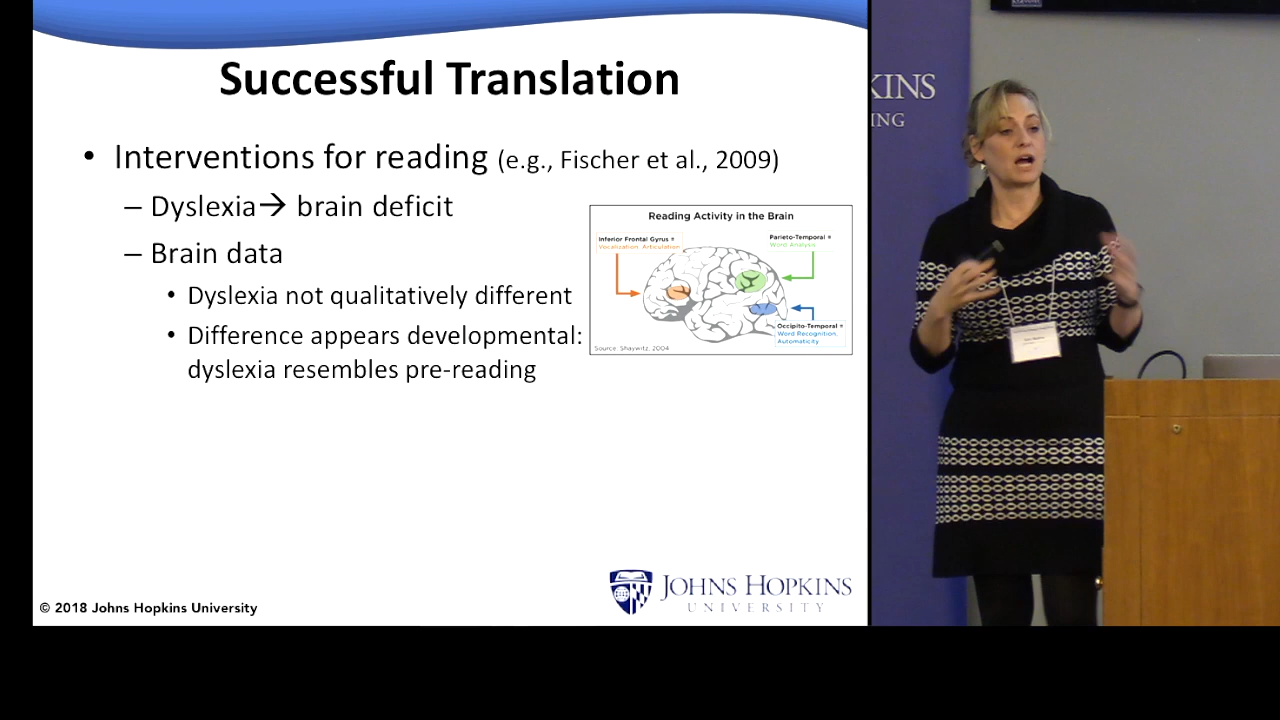 Successful Translation
• Interventions for reading (e.g., Fischer et al., 2009)
– Dyslexia→ brain deficit
– Brain data
• Dyslexia not qualitatively different
• Difference appears developmental:
dyslexia resembles pre-reading
Reading Activity in the Brain
Inferior Frontal Gyrus =
Vocalization, Articulation
Parieto-Temporal =
Word Analysis
Occipito-Temporal =
Word Recognition,
Automaticity
Source: Shaywitz, 2004
© 2018 Johns Hopkins University
JOHNS HOPKINS
UNIVERSITY
KINS
ING